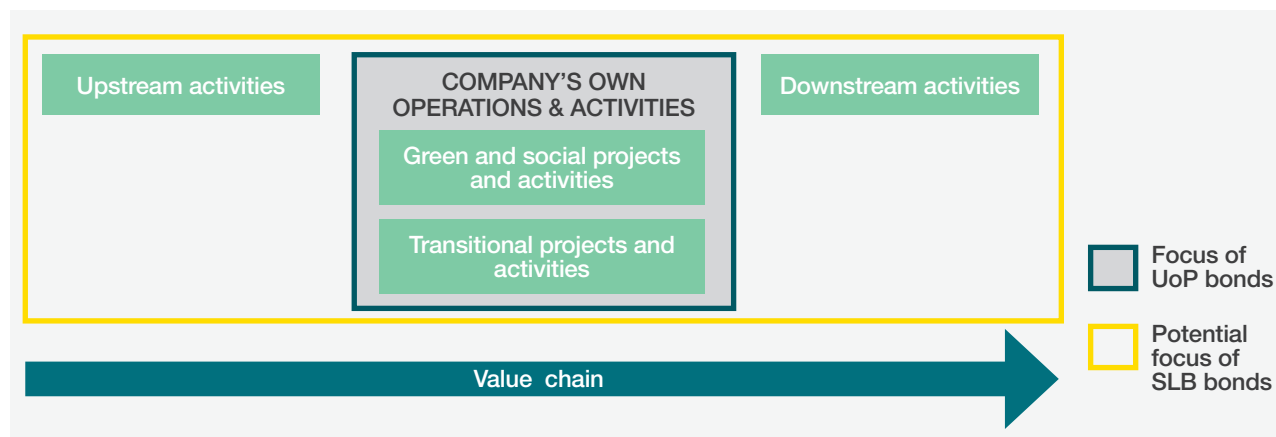 Upstream activities
COMPANY'S OWN
OPERATIONS & ACTIVITIES
Green and social projects
and activities
Transitional projects and
activities
Downstream activities
Focus of
UoP bonds
Potential
focus of
SLB bonds
Value chain